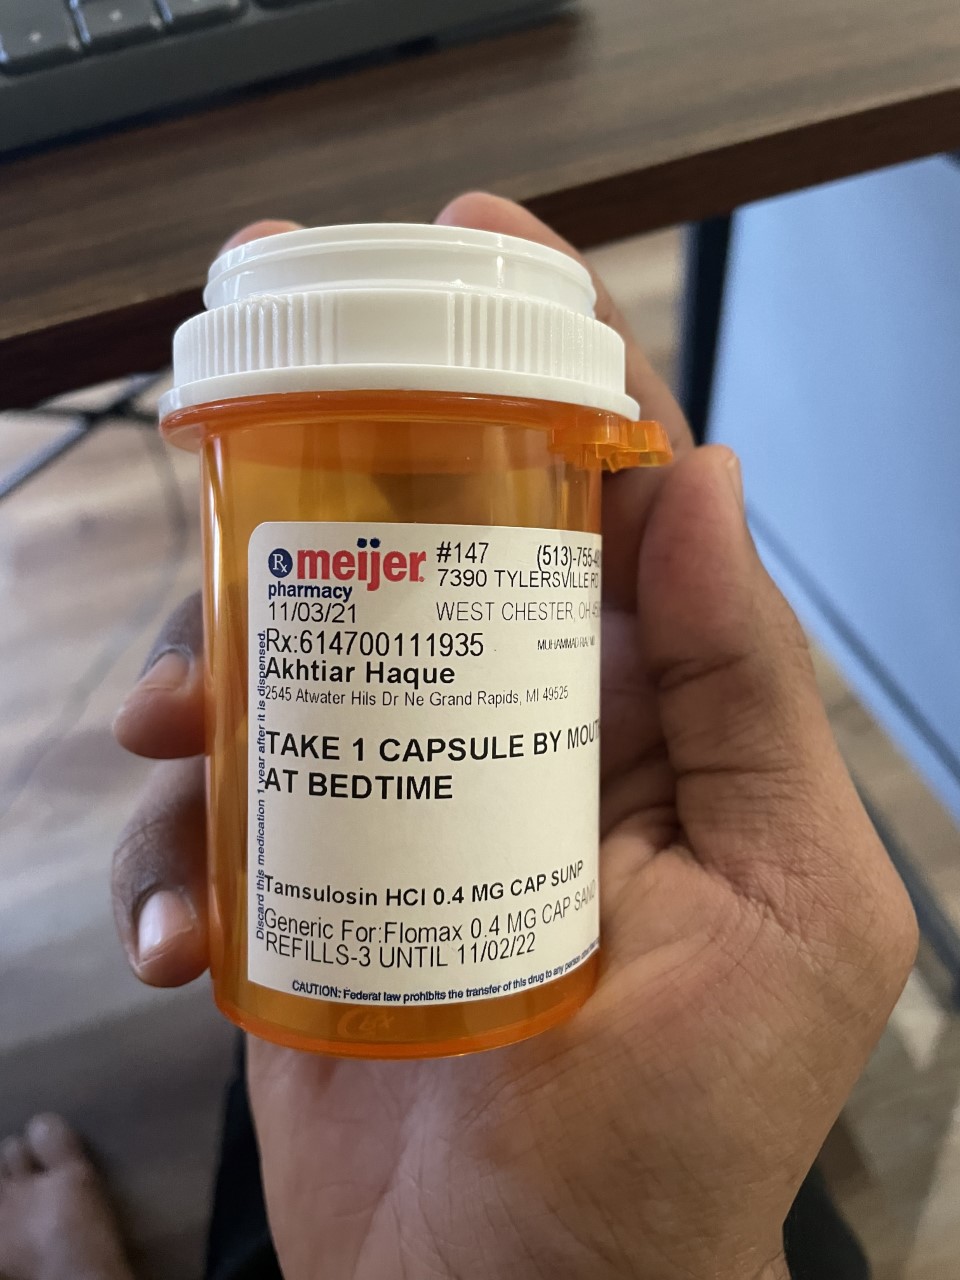 Rx meijer pharmacy
#147 (513)-755-
7390 TYLERSVILLE RD
WEST CHESTER, OH
11/03/21
Rx:614700111935
MUHAMMAD
Akhtiar Haque
2545 Atwater Hils Dr Ne Grand Rapids, MI 49525
TAKE 1 CAPSULE BY MOUT
AT BEDTIME
Tamsulosin HCl 0.4 MG CAP SUNP
Generic For:Flomax 0.4 MG CAP
REFILLS-3 UNTIL 11/02/22
CAUTION: Federal law prohibits the transfer of this drug to any person
Discard this medication 1 year after it is dispensed.